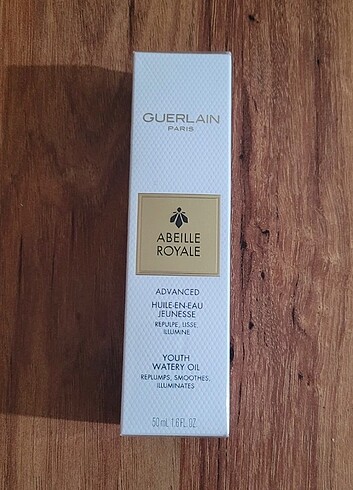 GUERLAIN
PARIS
ABEILLE
ROYALE
ADVANCED
HUILE-EN-EAU
JEUNESSE
REPULPE, LISSE,
ILLUMINE
YOUTH
WATERY OIL
REPLUMPS, SMOOTHES,
ILLUMINATES
50 mL 1.6 FL.OZ